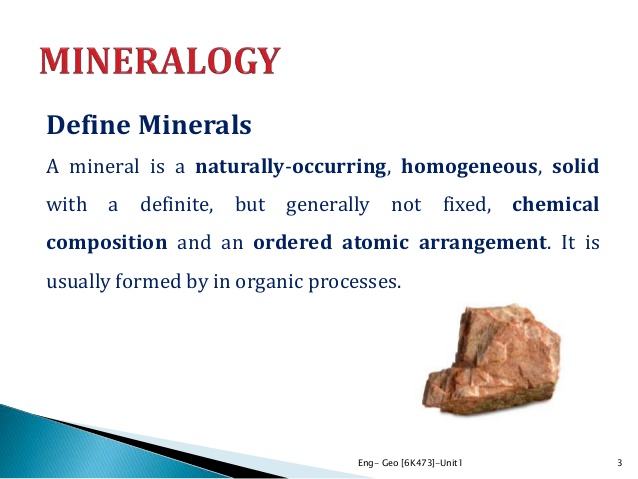 MINERALOGY
Define Minerals
A mineral is a naturally-occurring, homogeneous, solid
with a definite, but generally not fixed, chemical
composition and an ordered atomic arrangement. It is
usually formed by in organic processes.
Eng- Geo [6K473]-Unit1
3